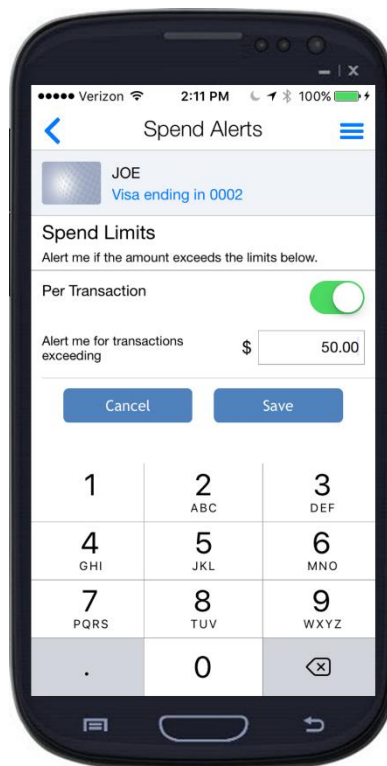 Verizon 2:11 PM 100%
Spend Alerts
JOE
Visa ending in 0002
Spend Limits
Alert me if the amount exceeds the limits below.
Per Transaction
Alert me for transactions
exceeding $ 50.00
Cancel Save
1 2 3
ABC DEF
4 5 6
GHI JKL MNO
7 8 9
PQRS TUV WXYZ
. 0